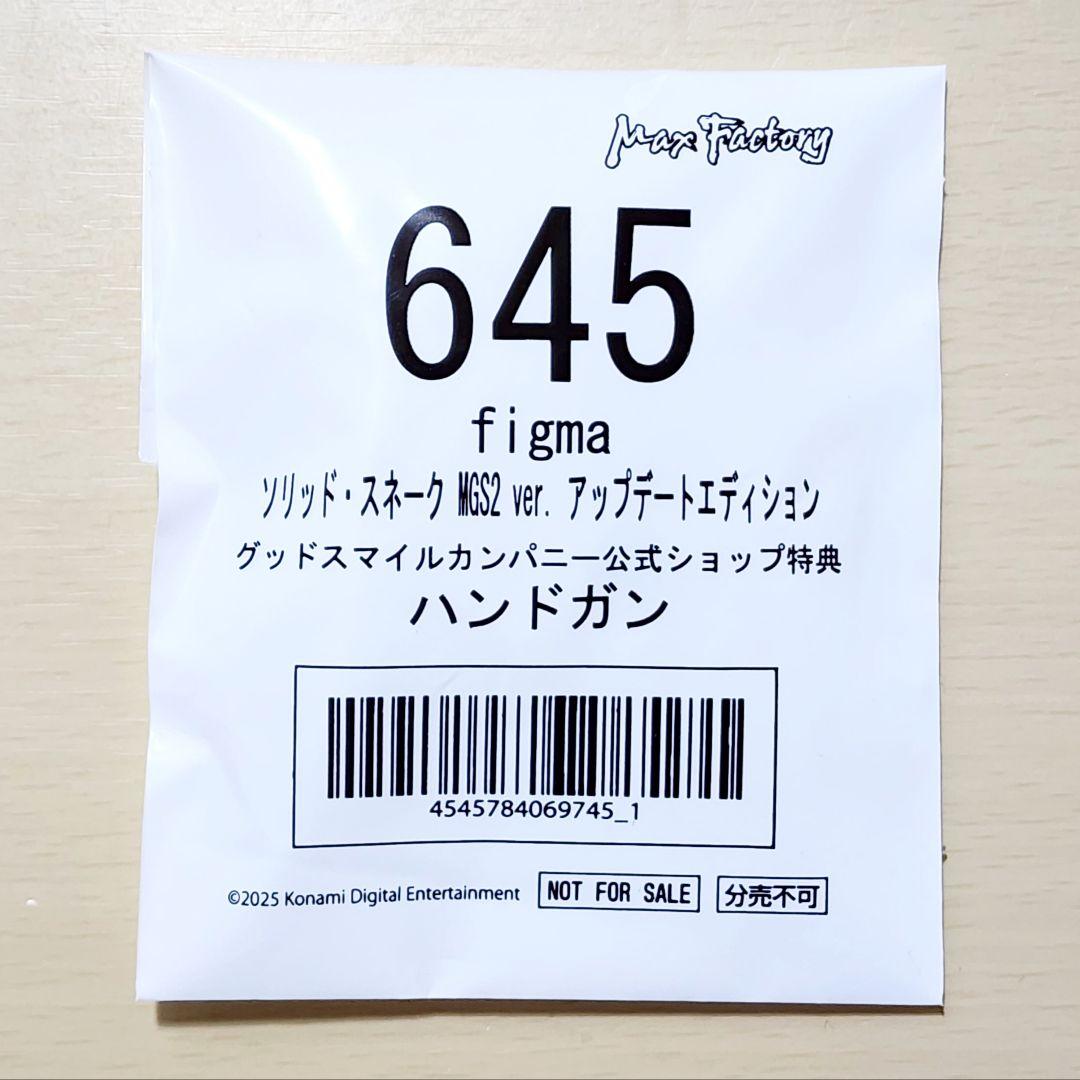 Max Factory
645
figma
ソリッド・スネーク MGS2 ver. アップデートエディション
グッドスマイルカンパニー公式ショップ特典
ハンドガン
4545784069745_1
©2025 Konami Digital Entertainment NOT FOR SALE 分売不可